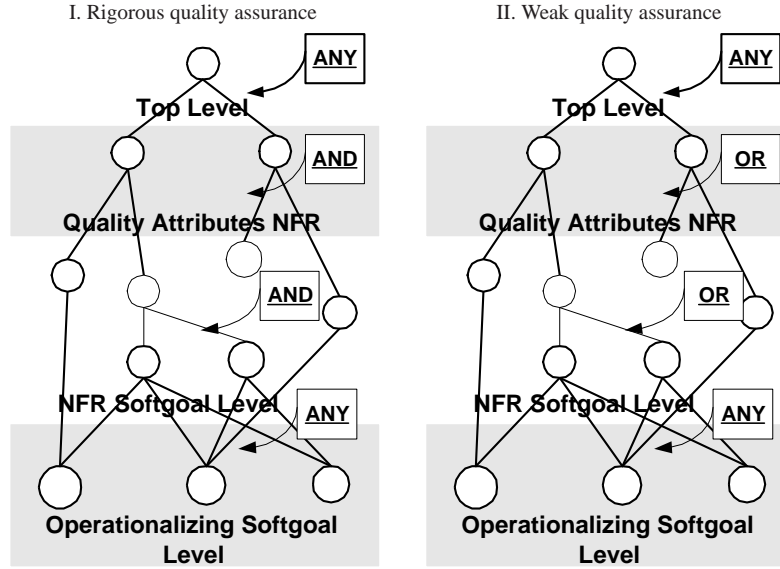 I. Rigorous quality assurance
ANY
Top Level
AND
Quality Attributes NFR
AND
NFR Softgoal Level
ANY
Operationalizing Softgoal
Level
II. Weak quality assurance
ANY
Top Level
OR
Quality Attributes NFR
OR
NFR Softgoal Level
ANY
Operationalizing Softgoal
Level